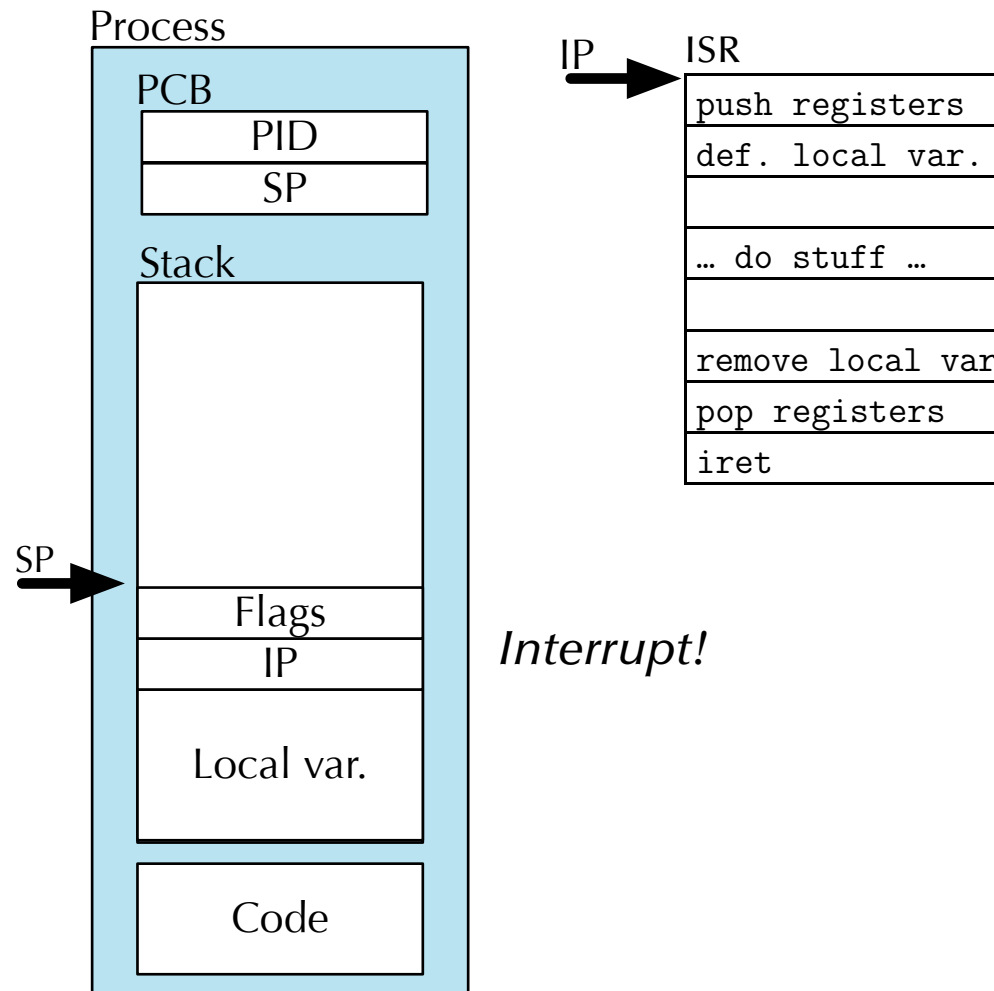 Process
PCB
PID
SP
Stack
SP
Flags
IP
Local var.
Code
Interrupt!
IP
ISR
push registers
def. local var.
… do stuff …
remove local var
pop registers
iret